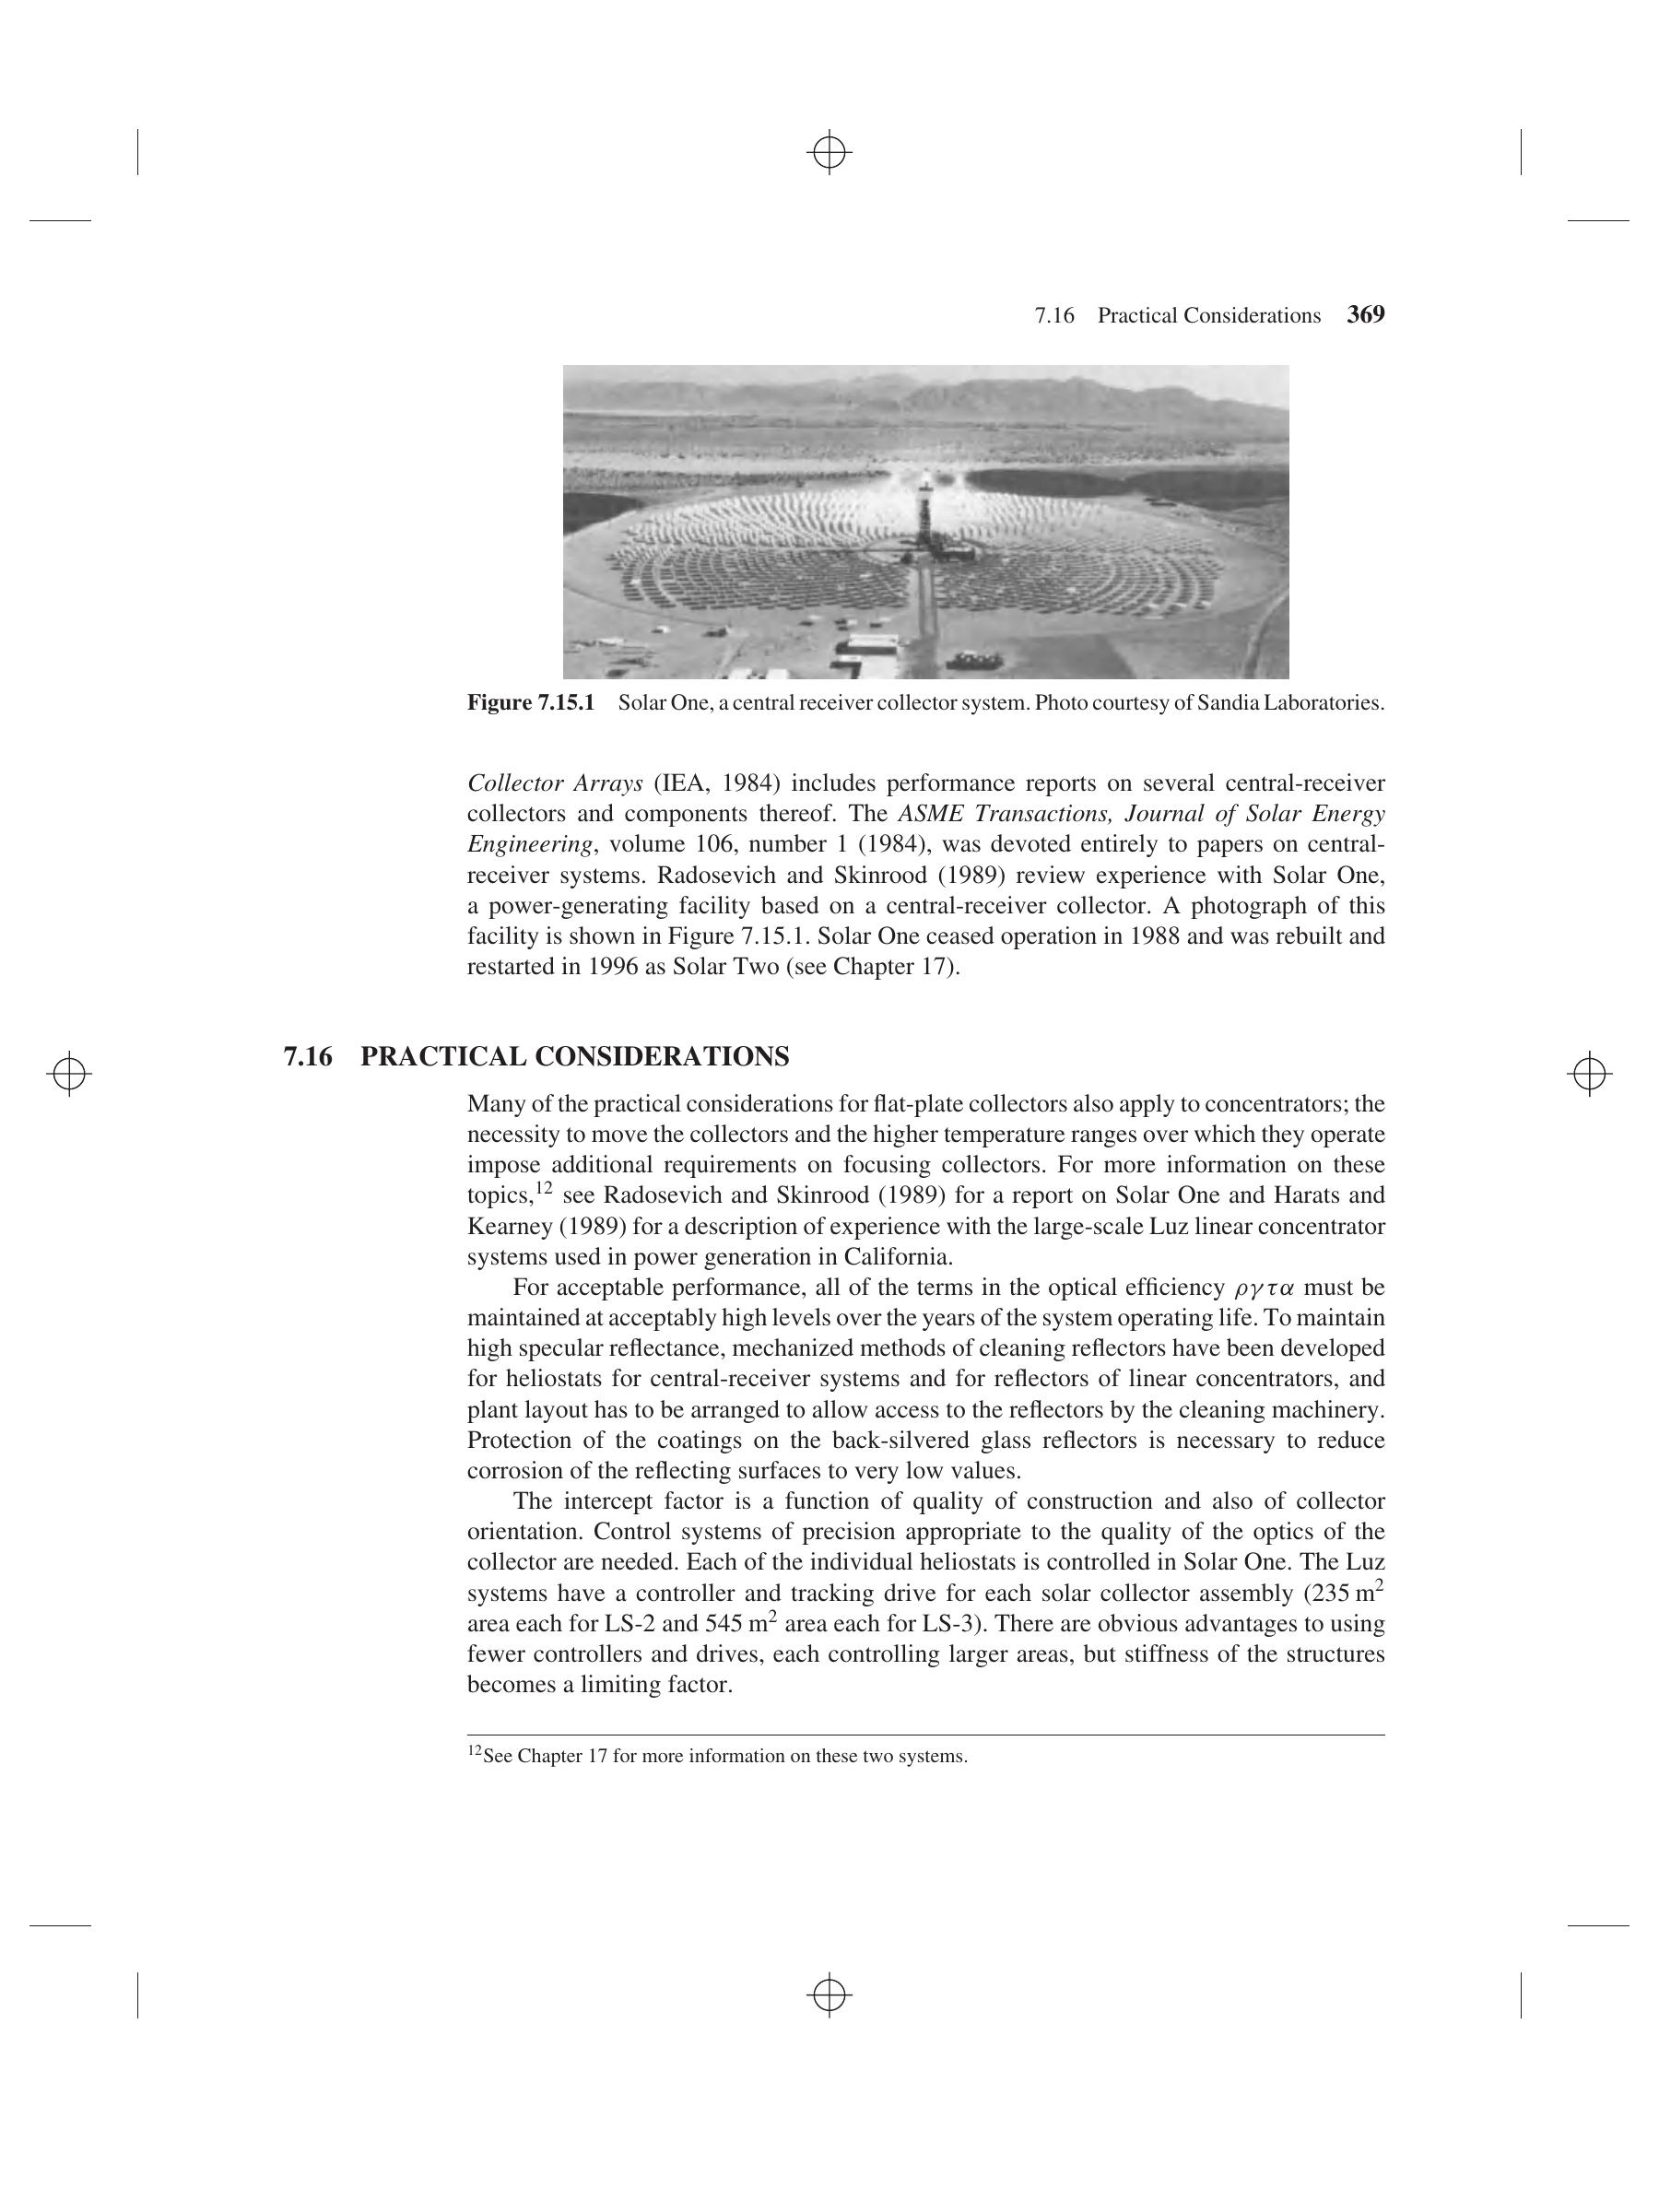 7.16 Practical Considerations 369
Figure 7.15.1 Solar One, a central receiver collector system. Photo courtesy of Sandia Laboratories.
Collector Arrays (IEA, 1984) includes performance reports on several central-receiver
collectors and components thereof. The ASME Transactions, Journal of Solar Energy
Engineering, volume 106, number 1 (1984), was devoted entirely to papers on central-
receiver systems. Radosevich and Skinrood (1989) review experience with Solar One,
a power-generating facility based on a central-receiver collector. A photograph of this
facility is shown in Figure 7.15.1. Solar One ceased operation in 1988 and was rebuilt and
restarted in 1996 as Solar Two (see Chapter 17).
7.16 PRACTICAL CONSIDERATIONS
Many of the practical considerations for flat-plate collectors also apply to concentrators; the
necessity to move the collectors and the higher temperature ranges over which they operate
impose additional requirements on focusing collectors. For more information on these
topics,¹² see Radosevich and Skinrood (1989) for a report on Solar One and Harats and
Kearney (1989) for a description of experience with the large-scale Luz linear concentrator
systems used in power generation in California.
For acceptable performance, all of the terms in the optical efficiency ργτα must be
maintained at acceptably high levels over the years of the system operating life. To maintain
high specular reflectance, mechanized methods of cleaning reflectors have been developed
for heliostats for central-receiver systems and for reflectors of linear concentrators, and
plant layout has to be arranged to allow access to the reflectors by the cleaning machinery.
Protection of the coatings on the back-silvered glass reflectors is necessary to reduce
corrosion of the reflecting surfaces to very low values.
The intercept factor is a function of quality of construction and also of collector
orientation. Control systems of precision appropriate to the quality of the optics of the
collector are needed. Each of the individual heliostats is controlled in Solar One. The Luz
systems have a controller and tracking drive for each solar collector assembly (235 m²
area each for LS-2 and 545 m² area each for LS-3). There are obvious advantages to using
fewer controllers and drives, each controlling larger areas, but stiffness of the structures
becomes a limiting factor.
¹²See Chapter 17 for more information on these two systems.